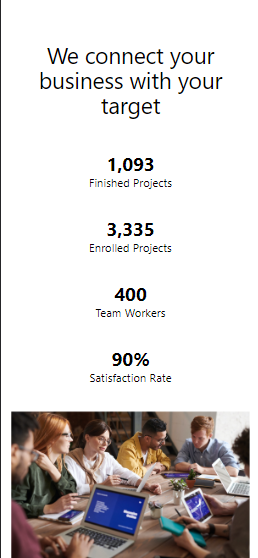 We connect your
business with your
target
1,093
Finished Projects
3,335
Enrolled Projects
400
Team Workers
90%
Satisfaction Rate